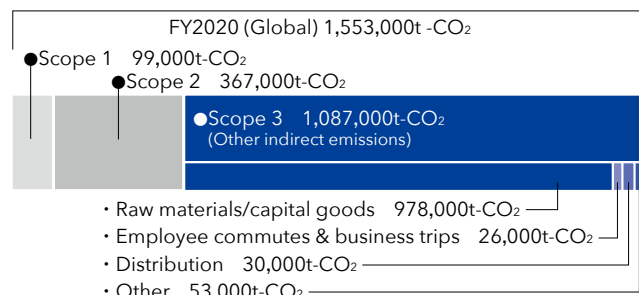 FY2020 (Global) 1,553,000t -CO₂
●Scope 1 99,000t-CO₂
●Scope 2 367,000t-CO₂
●Scope 3 1,087,000t-CO₂
(Other indirect emissions)
・Raw materials/capital goods 978,000t-CO₂
・Employee commutes & business trips 26,000t-CO₂
・Distribution 30,000t-CO₂
・Other 53,000t-CO₂